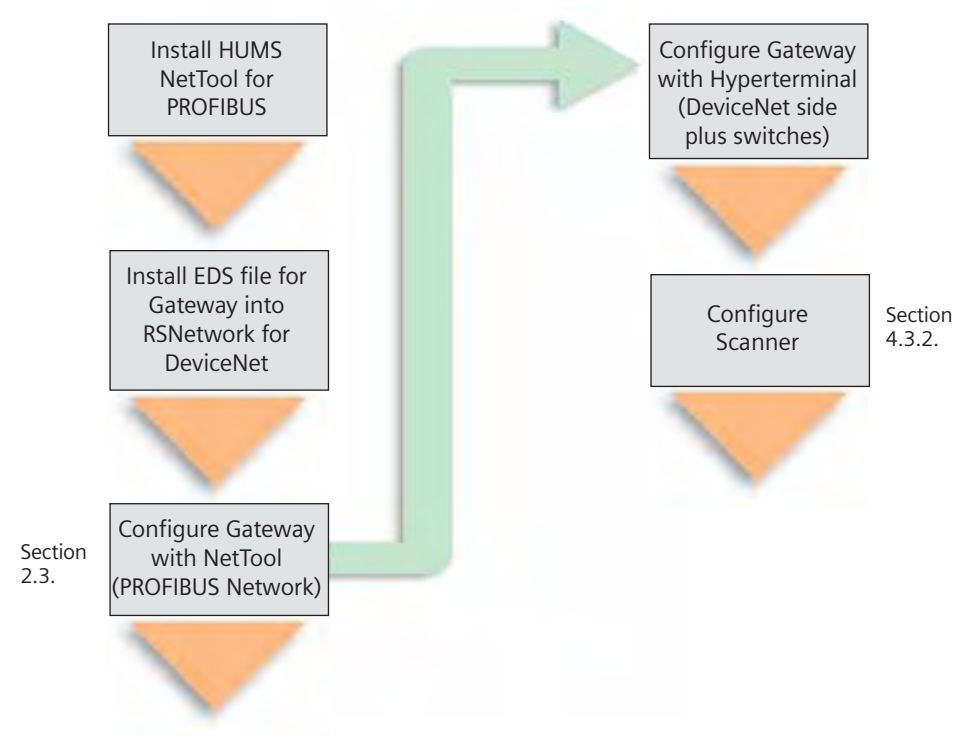 Install HUMS
NetTool for
PROFIBUS
Install EDS file for
Gateway into
RSNetwork for
DeviceNet
Section
2.3.
Configure Gateway
with NetTool
(PROFIBUS Network)
Configure Gateway
with Hyperterminal
(DeviceNet side
plus switches)
Configure
Scanner
Section
4.3.2.